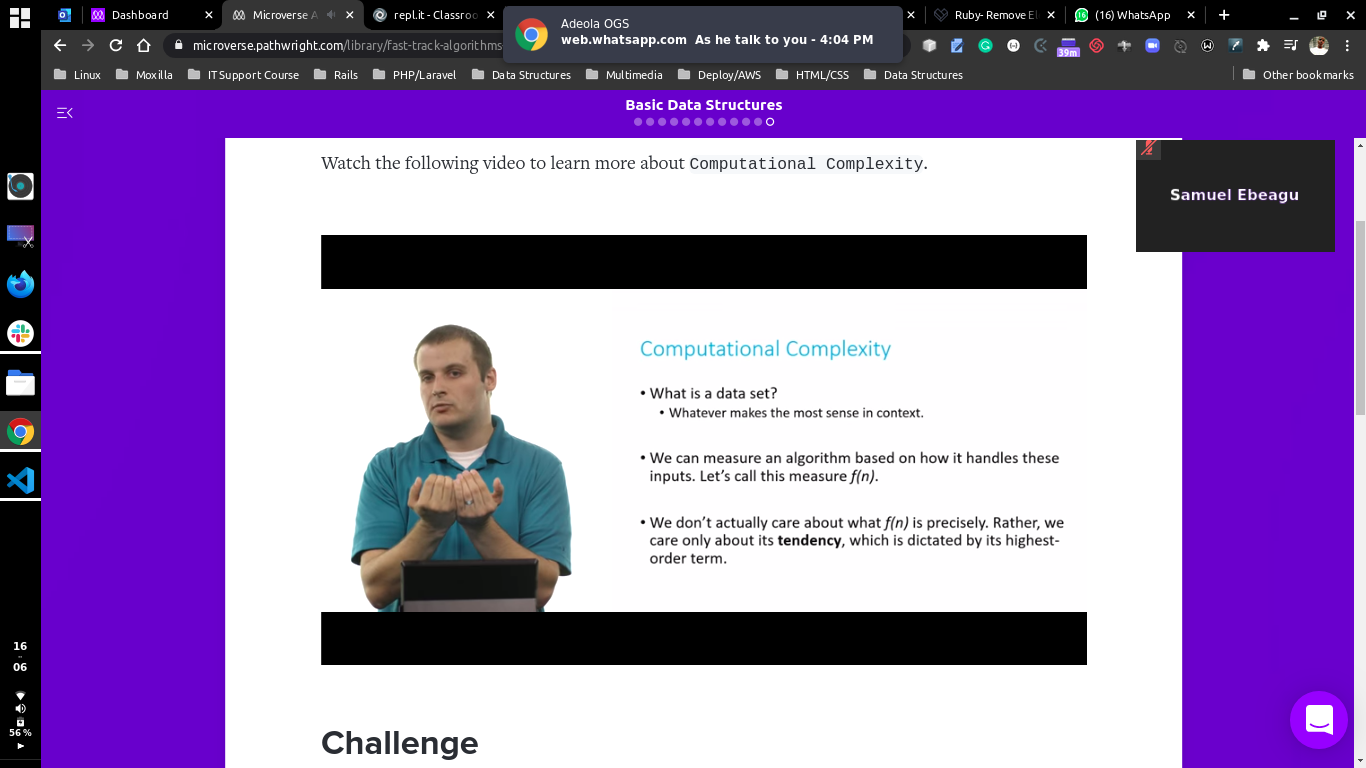 Dashboard
Microverse A
repl.it - Classroo
Adeola OGS
web.whatsapp.com As he talk to you - 4:04 PM
Ruby- Remove El
(16) WhatsApp
microverse.pathwright.com/library/fast-track-algorithms
39m
Linux
Moxilla
IT Support Course
Rails
PHP/Laravel
Data Structures
Multimedia
Deploy/AWS
HTML/CSS
Data Structures
Other bookmarks
Basic Data Structures
Watch the following video to learn more about Computational Complexity.
Samuel Ebeagu
Computational Complexity
• What is a data set?
• Whatever makes the most sense in context.
• We can measure an algorithm based on how it handles these
inputs. Let’s call this measure f(n).
• We don’t actually care about what f(n) is precisely. Rather, we
care only about its tendency, which is dictated by its highest-
order term.
Challenge
16
..
06
56 %